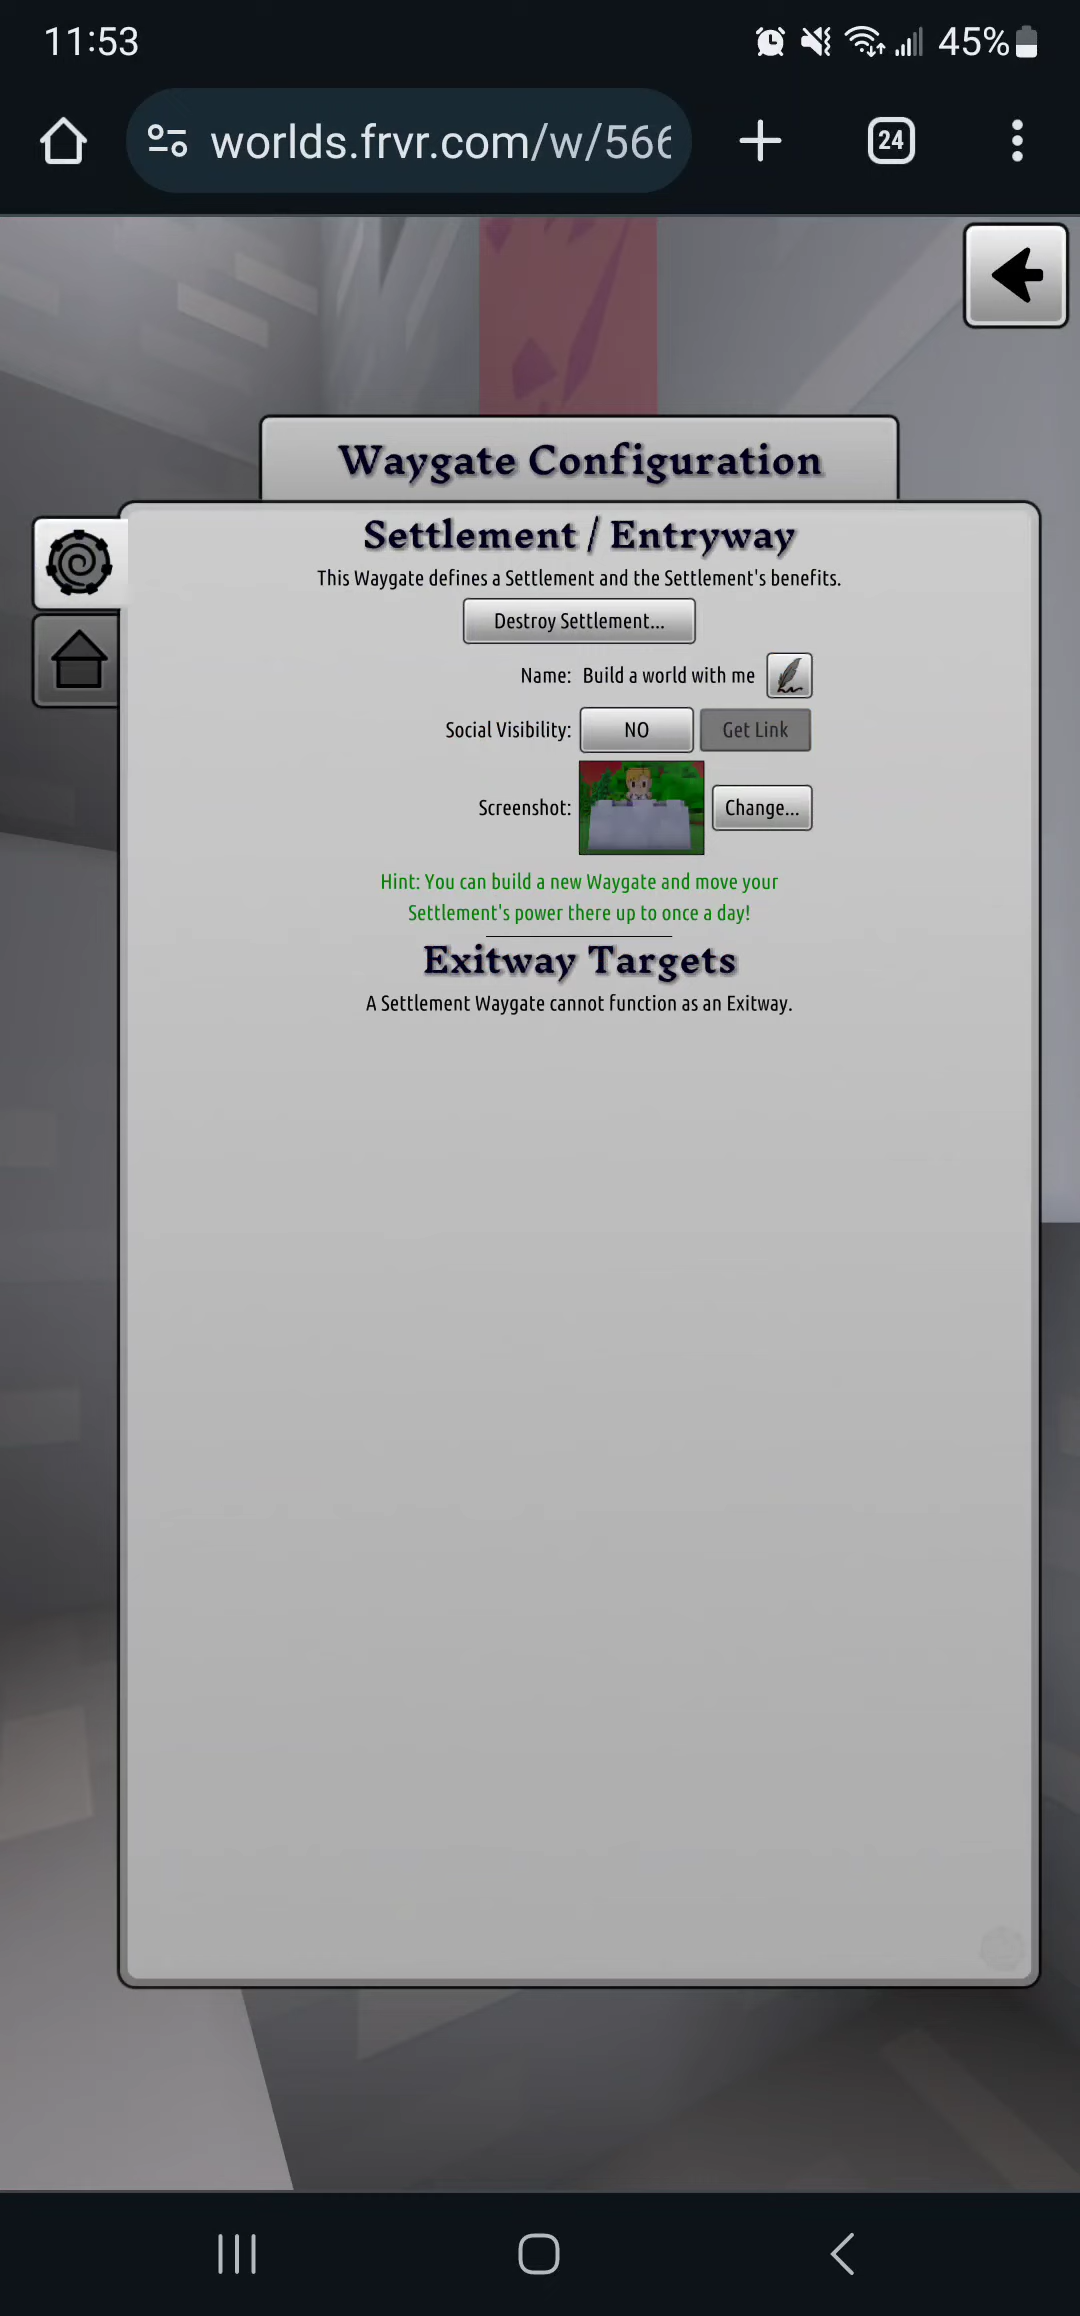 11:53
45%
worlds.frvr.com/w/566
24
Waygate Configuration
Settlement / Entryway
This Waygate defines a Settlement and the Settlement's benefits.
Destroy Settlement...
Name: Build a world with me
Social Visibility: NO Get Link
Screenshot: Change...
Hint: You can build a new Waygate and move your
Settlement's power there up to once a day!
Exitway Targets
A Settlement Waygate cannot function as an Exitway.